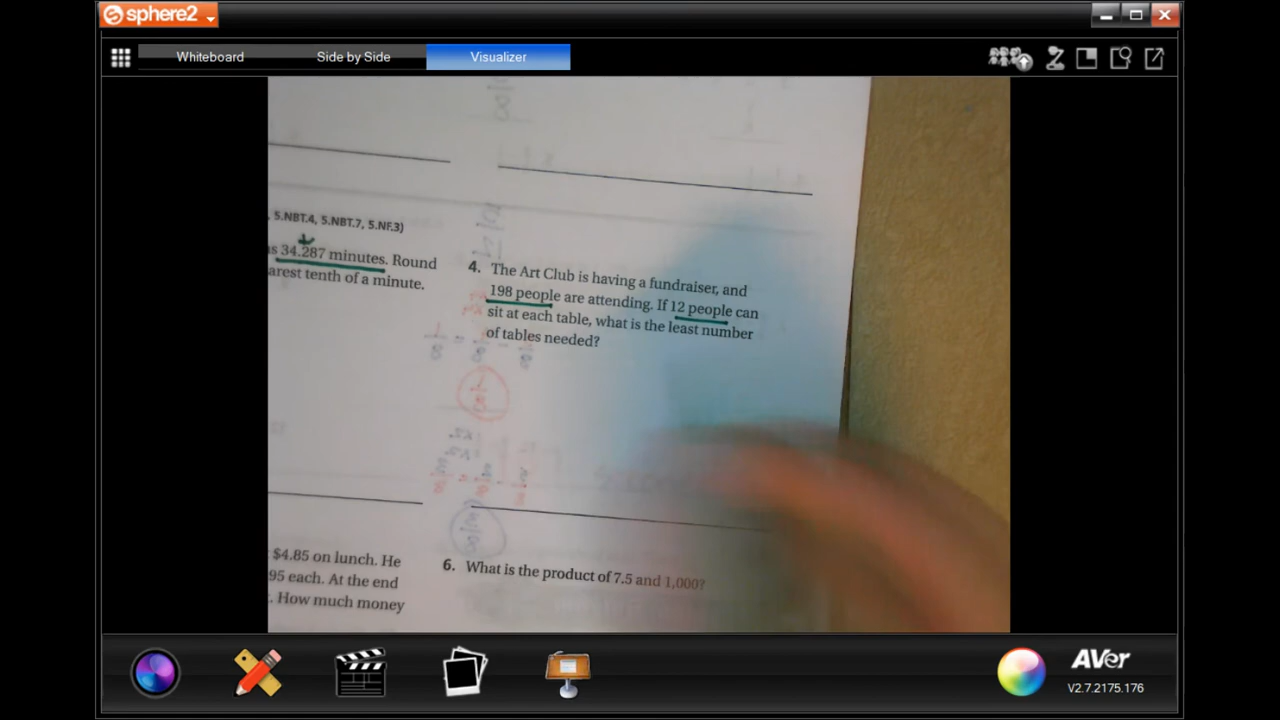 sphere2
Whiteboard
Side by Side
Visualizer
5.NBT.4, 5.NBT.7, 5.NF.3)
34.287 minutes. Round
arest tenth of a minute.
4. The Art Club is having a fundraiser, and
198 people are attending. If 12 people can
sit at each table, what is the least number
of tables needed?
$4.85 on lunch. He
95 each. At the end
. How much money
6. What is the product of 7.5 and 1,000?
AVer
V2.7.2175.176